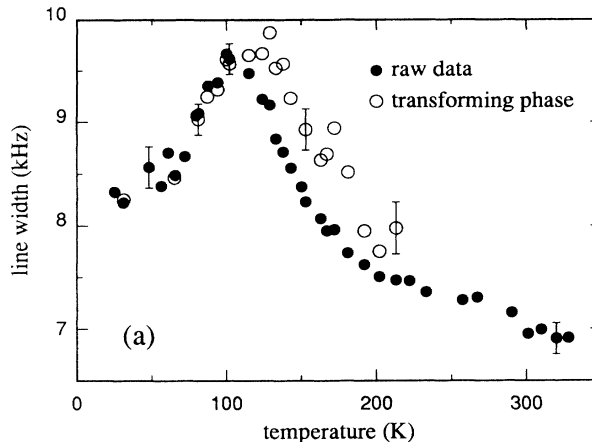 10
9
8
7
line width (kHz)
raw data
transforming phase
(a)
0
100
200
300
temperature (K)